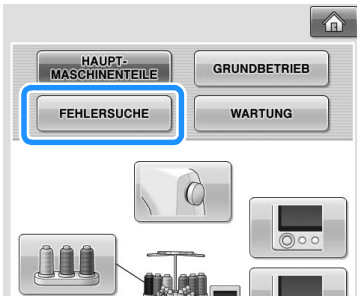 HAUPT-
MASCHINENTEILE
GRUNDBETRIEB
FEHLERSUCHE
WARTUNG